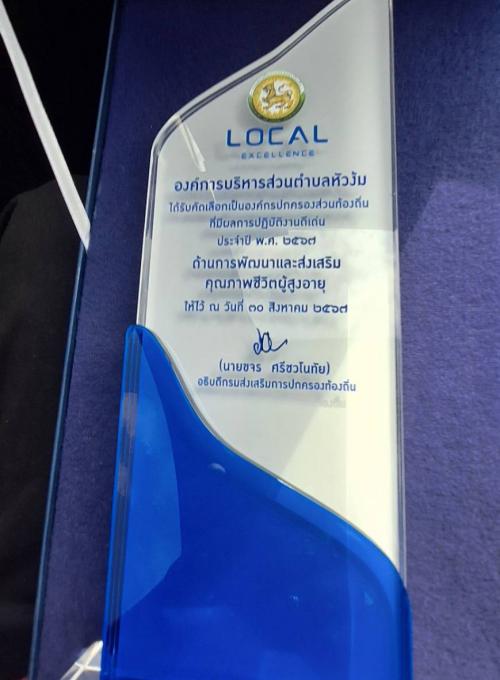 LOCAL
EXCELLENCE
องค์การบริหารส่วนตำบลหัวง้ม
ได้รับคัดเลือกเป็นองค์กรปกครองส่วนท้องถิ่น
ที่มีผลการปฏิบัติงานดีเด่น
ประจำปี พ.ศ. ๒๕๖๗
ด้านการพัฒนาและส่งเสริม
คุณภาพชีวิตผู้สูงอายุ
ให้ไว้ ณ วันที่ ๓๐ สิงหาคม ๒๕๖๗
(นายขจร ศรีชวโนทัย)
อธิบดีกรมส่งเสริมการปกครองท้องถิ่น